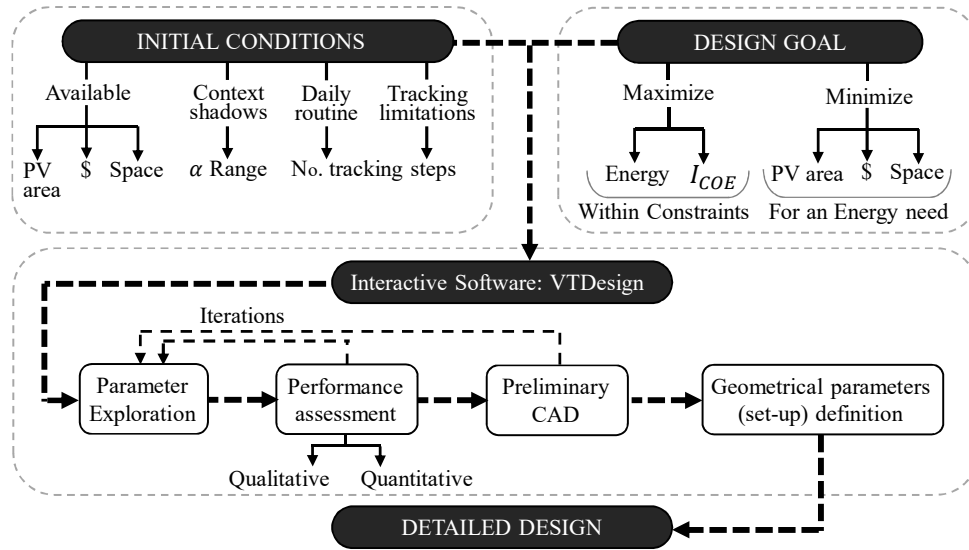 INITIAL CONDITIONS
DESIGN GOAL
Available
Context
shadows
Daily
routine
Tracking
limitations
Maximize
Minimize
PV
area
$
Space
α Range
No. tracking steps
Energy
I_COE
PV area
$
Space
Within Constraints
For an Energy need
Interactive Software: VTDesign
Iterations
Parameter
Exploration
Performance
assessment
Preliminary
CAD
Geometrical parameters
(set-up) definition
Qualitative
Quantitative
DETAILED DESIGN